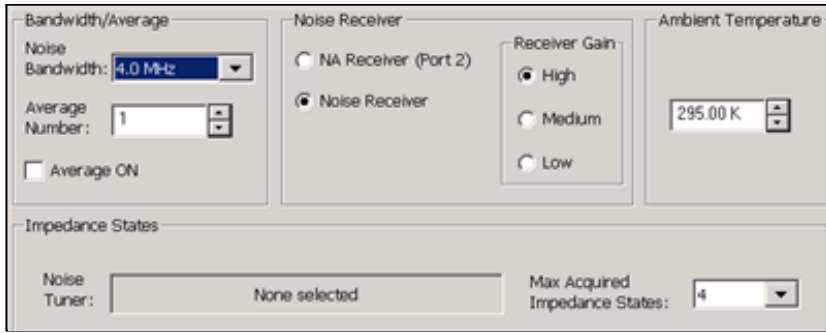 Bandwidth/Average
Noise
Bandwidth: 4.0 MHz
Average
Number: 1
Average ON
Noise Receiver
NA Receiver (Port 2)
Noise Receiver
Receiver Gain
High
Medium
Low
Ambient Temperature
295.00 K
Impedance States
Noise
Tuner: None selected
Max Acquired
Impedance States: 4